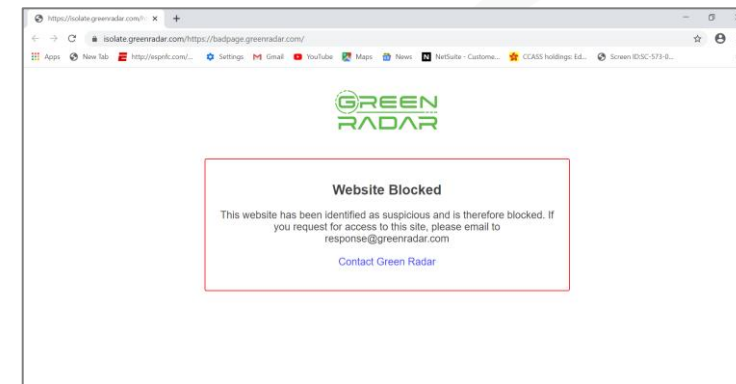 https://isolate.greenradar.com/h
isolate.greenradar.com/https://badpage.greenradar.com/
Apps New Tab http://espnfc.com/... Settings Gmail YouTube Maps News NetSuite - Custome... CCASS holdings: Ed... Screen ID:SC-573-0...
GREEN
RADAR
Website Blocked
This website has been identified as suspicious and is therefore blocked. If
you request for access to this site, please email to
response@greenradar.com
Contact Green Radar